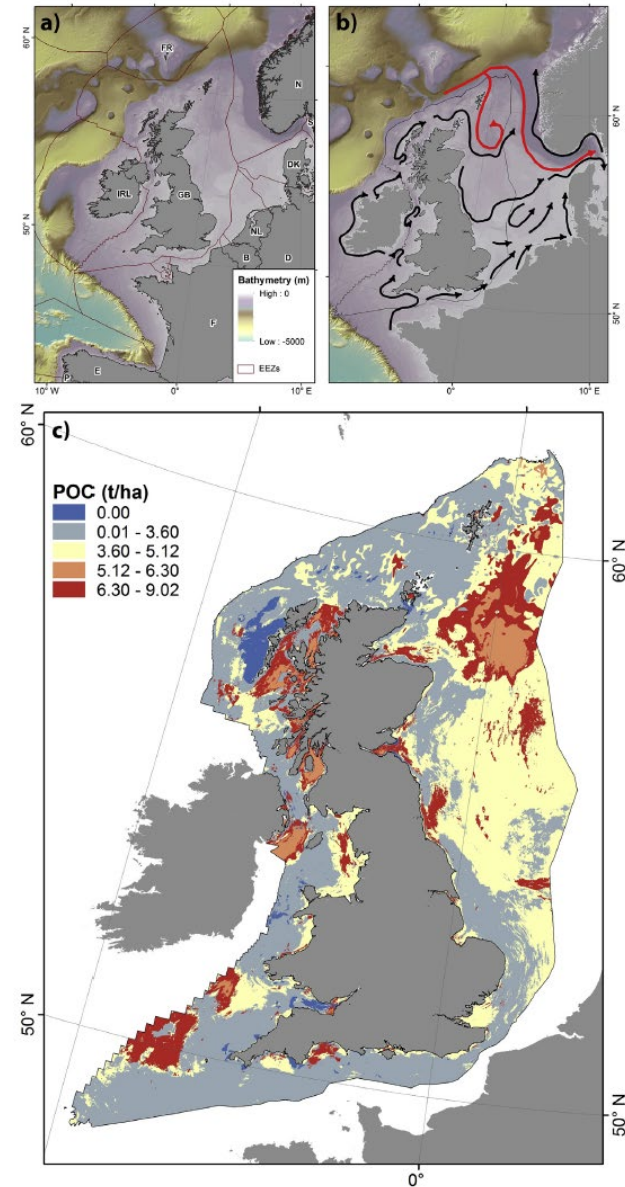 a)
60° N
FR
N
S
DK
IRL
GB
50° N
NL
B
D
Bathymetry (m)
High : 0
Low : -5000
EEZs
F
E
P
10° W
0°
10° E
b)
60° N
50° N
0°
10° E
c)
60° N
POC (t/ha)
0.00
0.01 - 3.60
3.60 - 5.12
5.12 - 6.30
6.30 - 9.02
60° N
50° N
50° N
0°